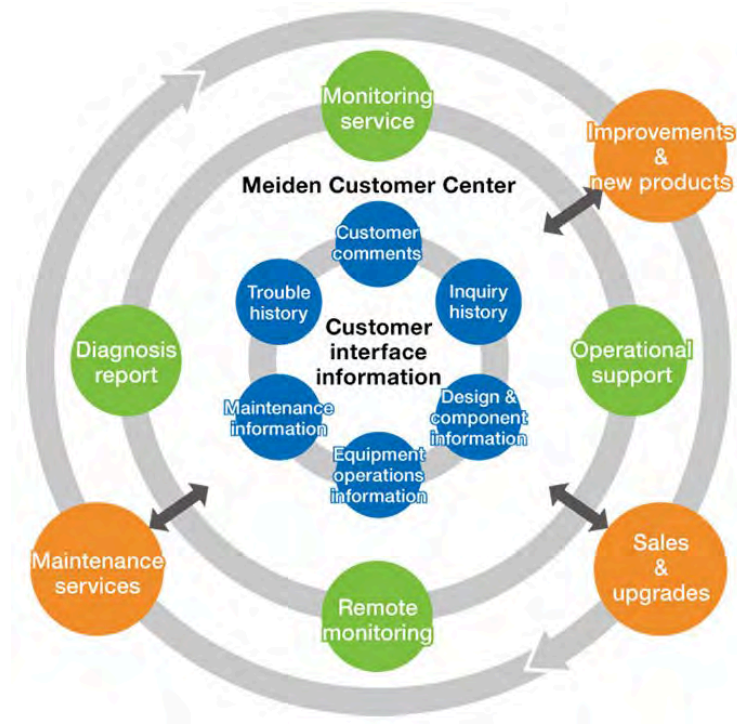 Monitoring
service
Improvements
&
new products
Meiden Customer Center
Customer
comments
Trouble
history
Inquiry
history
Customer
interface
information
Diagnosis
report
Operational
support
Maintenance
information
Design &
component
information
Equipment
operations
information
Maintenance
services
Sales
&
upgrades
Remote
monitoring